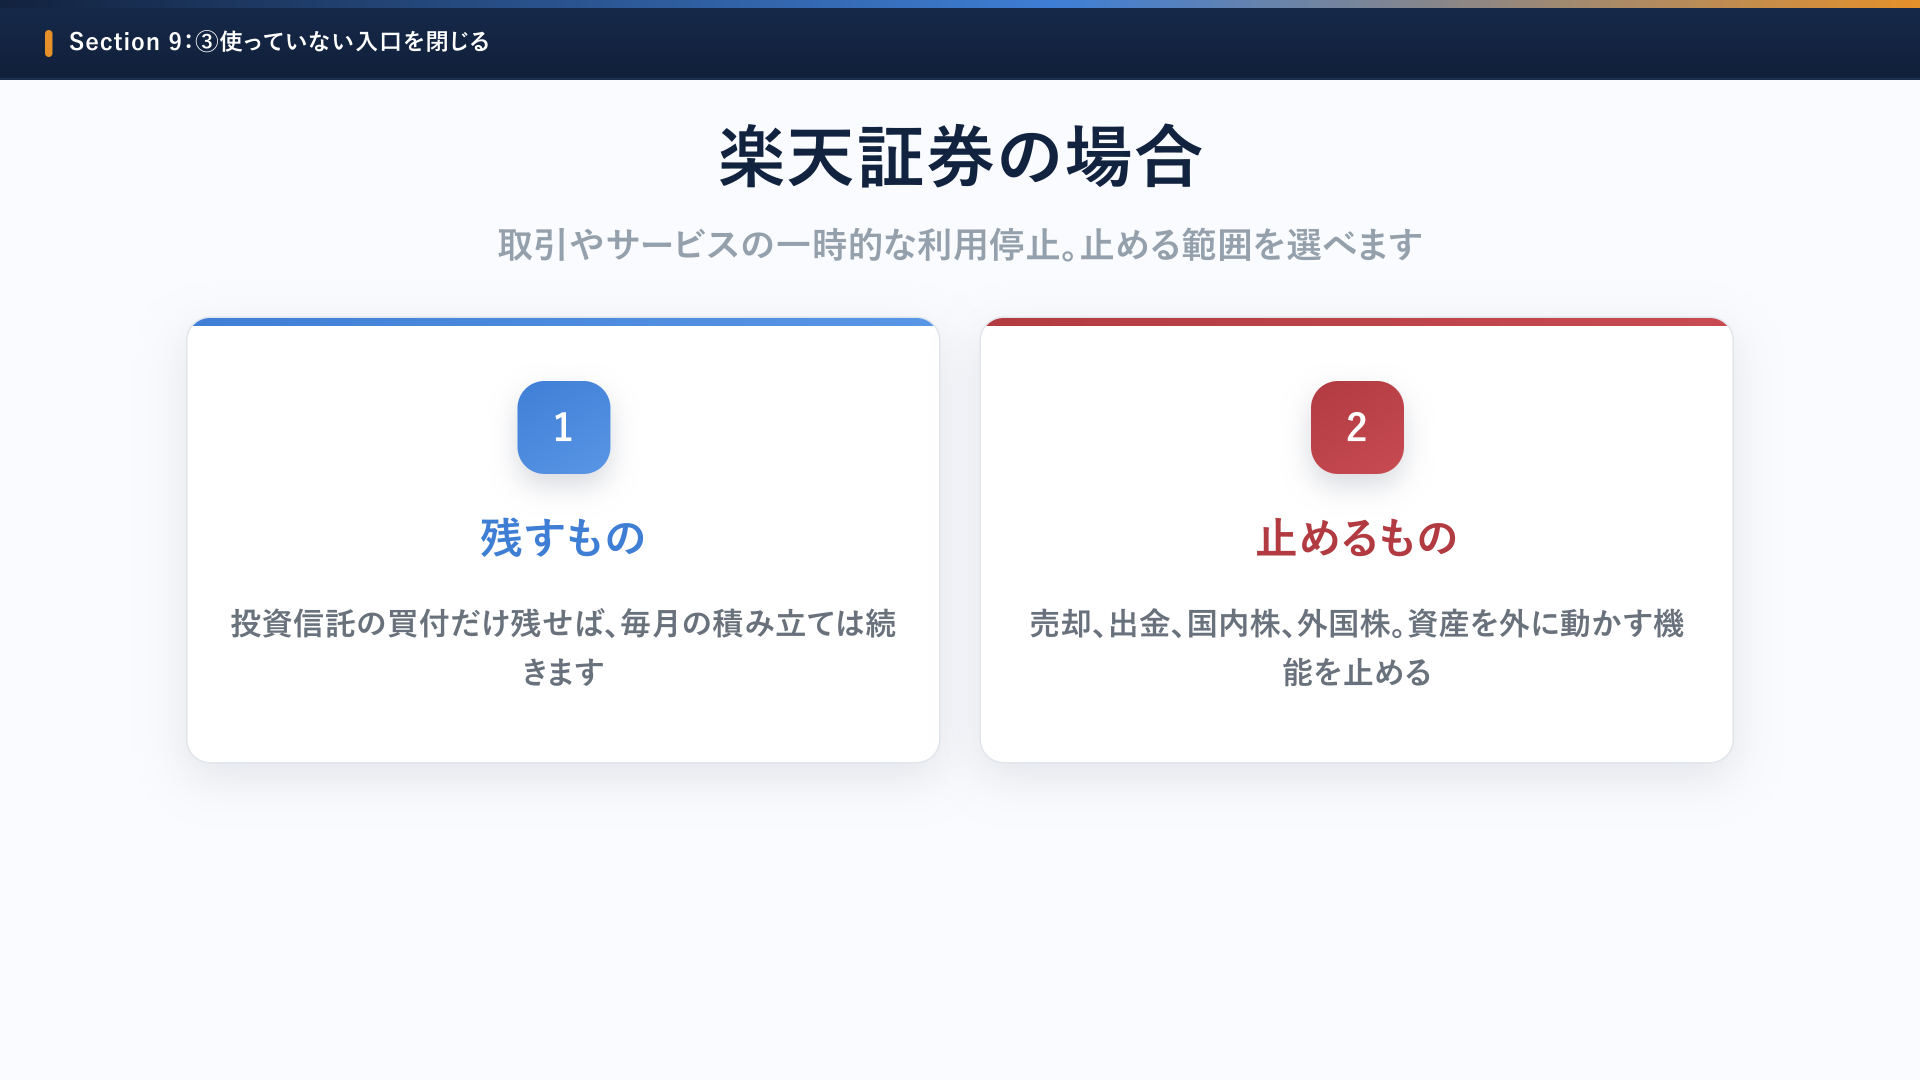 Section 9：③使っていない入口を閉じる
楽天証券の場合
取引やサービスの一時的な利用停止。止める範囲を選べます
1
残すもの
投資信託の買付だけ残せば、毎月の積み立ては続
きます
2
止めるもの
売却、出金、国内株、外国株。資産を外に動かす機
能を止める